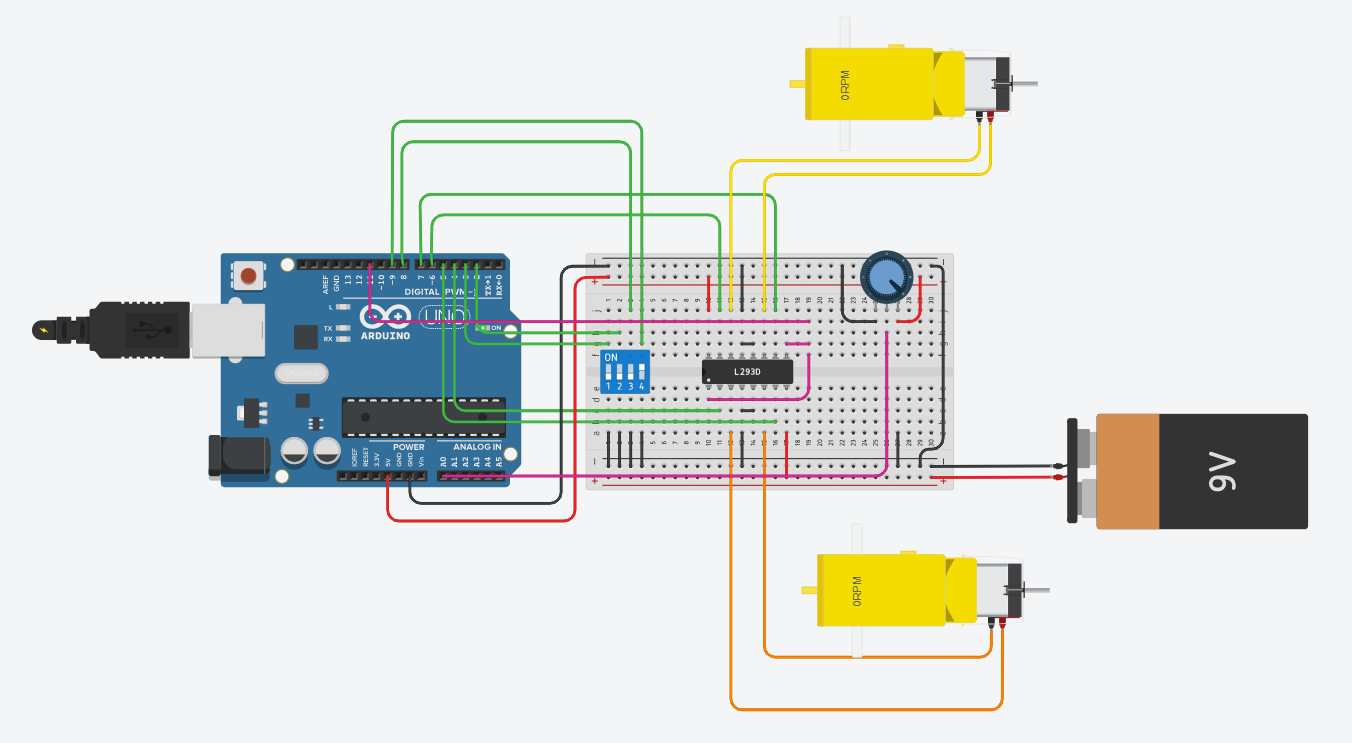 0RPM
AREF
GND
13
12
~11
~10
~9
8
7
~6
~5
4
~3
2
TX→1
RX←0
DIGITAL (PWM~)
L
TX
RX
UNO
ARDUINO
ON
ON
1 2 3 4
L293D
POWER
ANALOG IN
IOREF
RESET
3.3V
5V
GND
GND
Vin
A0
A1
A2
A3
A4
A5
9V
0RPM